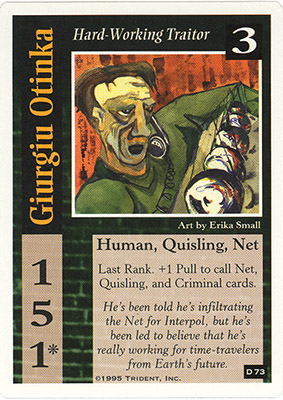 Hard-Working Traitor
3
Giurgiu Otinka
Art by Erika Small
Human, Quisling, Net
1
5
1*
Last Rank. +1 Pull to call Net,
Quisling, and Criminal cards.
He's been told he's infiltrating
the Net for Interpol, but he's
been led to believe that he's
really working for time-travelers
from Earth's future.
©1995 TRIDENT, INC.
D 73